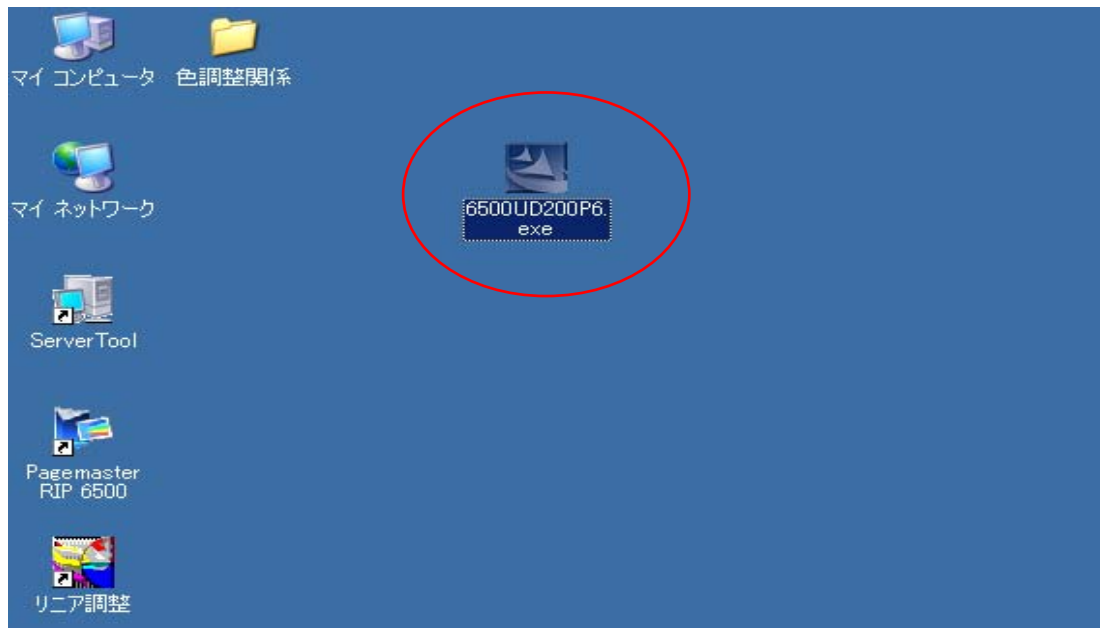 マイ コンピュータ
色調整関係
マイ ネットワーク
6500UD200P6.
exe
ServerTool
Pagemaster
RIP 6500
リニア調整